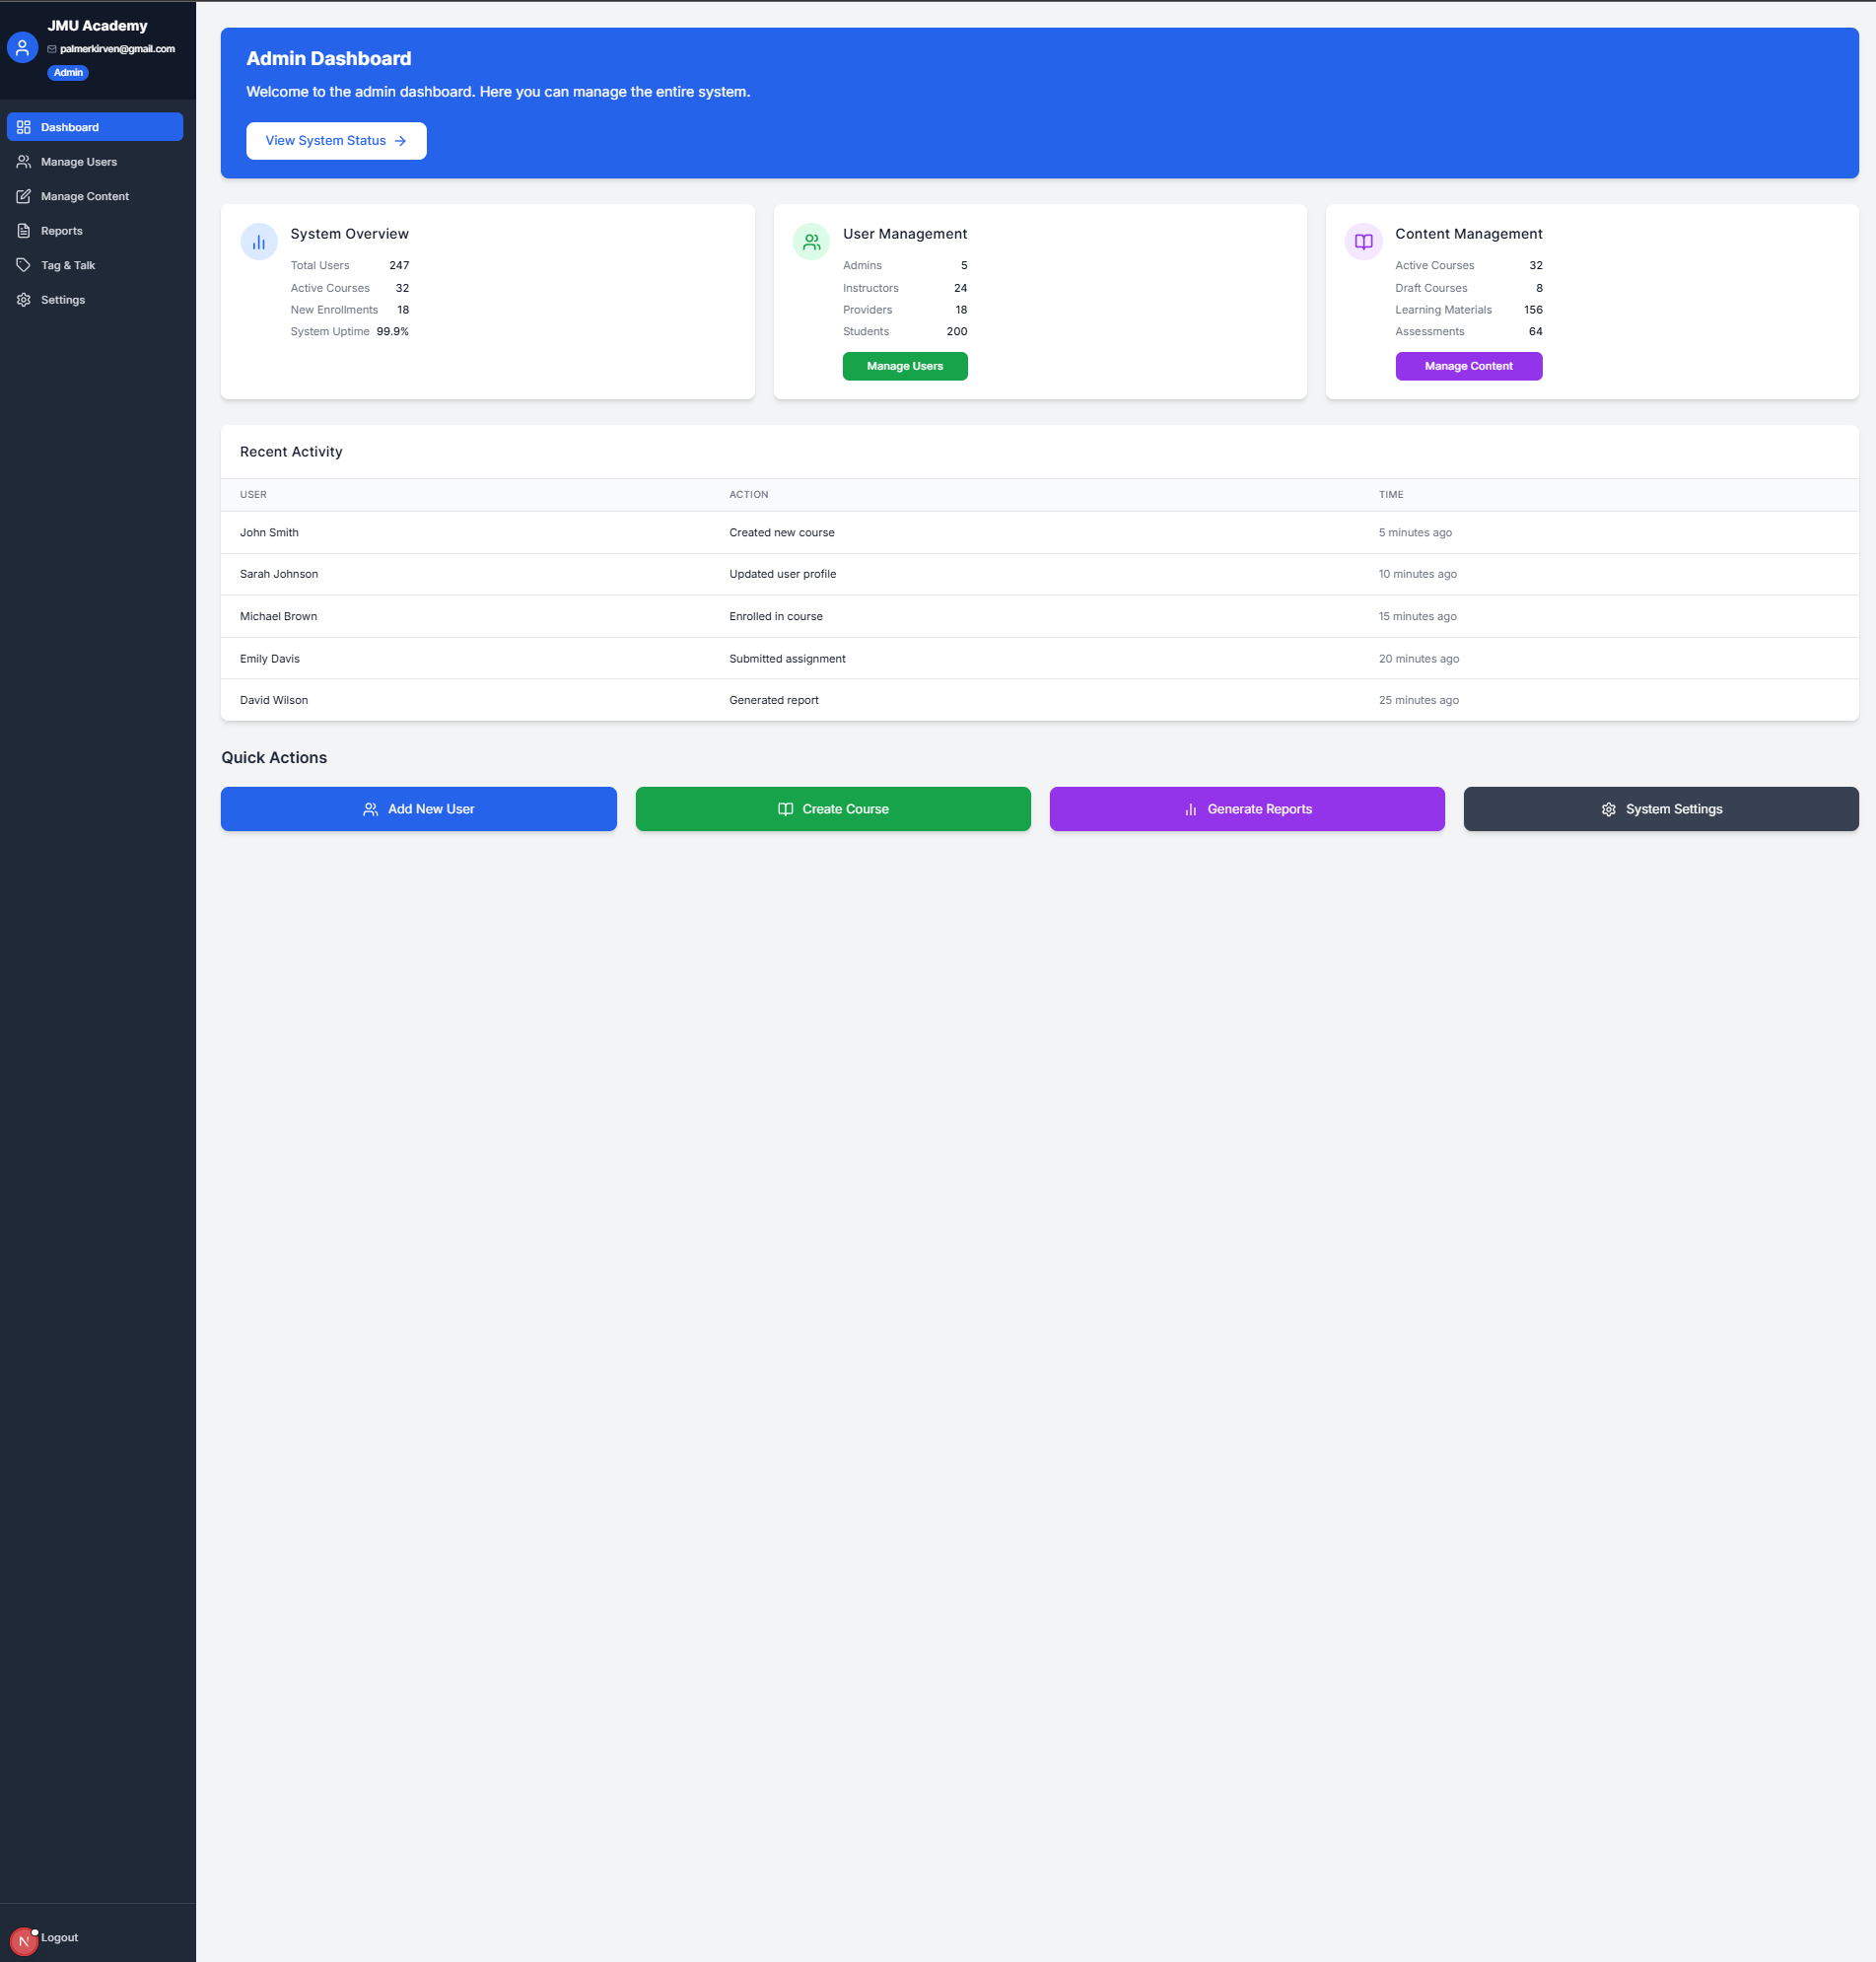 JMU Academy
palmerkirven@gmail.com
Admin
Dashboard
Manage Users
Manage Content
Reports
Tag & Talk
Settings
N Logout
Admin Dashboard
Welcome to the admin dashboard. Here you can manage the entire system.
View System Status
System Overview
Total Users 247
Active Courses 32
New Enrollments 18
System Uptime 99.9%
User Management
Admins 5
Instructors 24
Providers 18
Students 200
Manage Users
Content Management
Active Courses 32
Draft Courses 8
Learning Materials 156
Assessments 64
Manage Content
Recent Activity
USER ACTION TIME
John Smith Created new course 5 minutes ago
Sarah Johnson Updated user profile 10 minutes ago
Michael Brown Enrolled in course 15 minutes ago
Emily Davis Submitted assignment 20 minutes ago
David Wilson Generated report 25 minutes ago
Quick Actions
Add New User Create Course Generate Reports System Settings